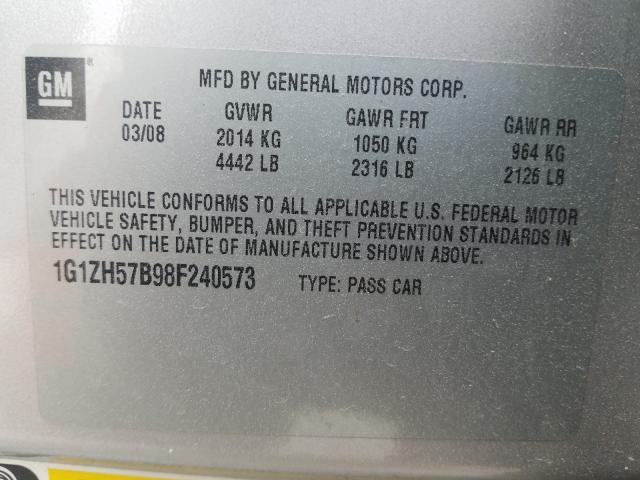 GM
MFD BY GENERAL MOTORS CORP.
DATE GVWR GAWR FRT GAWR RR
03/08 2014 KG 1050 KG 964 KG
4442 LB 2316 LB 2126 LB
THIS VEHICLE CONFORMS TO ALL APPLICABLE U.S. FEDERAL MOTOR
VEHICLE SAFETY, BUMPER, AND THEFT PREVENTION STANDARDS IN
EFFECT ON THE DATE OF MANUFACTURE SHOWN ABOVE.
1G1ZH57B98F240573 TYPE: PASS CAR